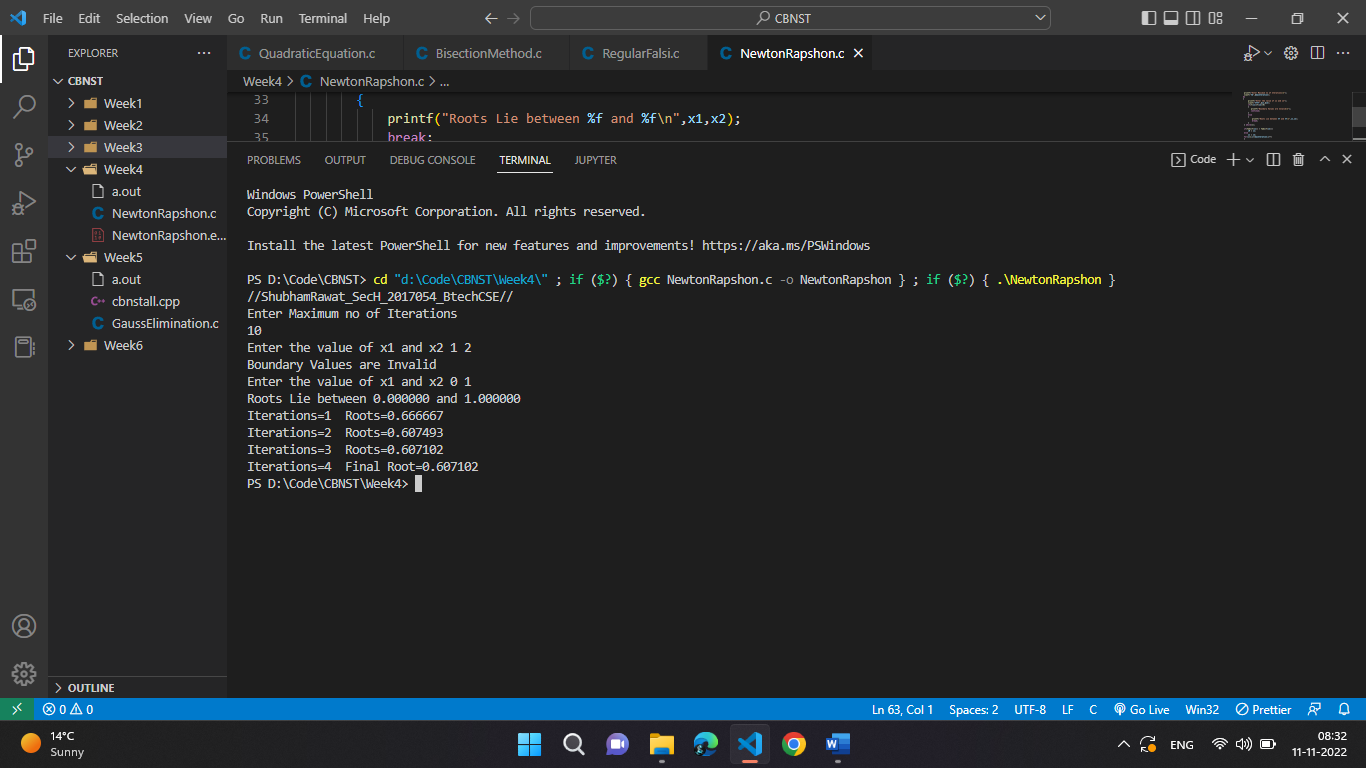 File Edit Selection View Go Run Terminal Help
CBNST
EXPLORER
CBNST
Week1
Week2
Week3
Week4
a.out
NewtonRapshon.c
NewtonRapshon.e...
Week5
a.out
cbnstall.cpp
GaussElimination.c
Week6
OUTLINE
QuadraticEquation.c BisectionMethod.c RegularFalsi.c NewtonRapshon.c
Week4 > NewtonRapshon.c > ...
33 {
34 printf("Roots Lie between %f and %f\n",x1,x2);
35 break;
PROBLEMS OUTPUT DEBUG CONSOLE TERMINAL JUPYTER
Code
Windows PowerShell
Copyright (C) Microsoft Corporation. All rights reserved.
Install the latest PowerShell for new features and improvements! https://aka.ms/PSWindows
PS D:\Code\CBNST> cd "d:\Code\CBNST\Week4\" ; if ($?) { gcc NewtonRapshon.c -o NewtonRapshon } ; if ($?) { .\NewtonRapshon }
//ShubhamRawat_SecH_2017054_BtechCSE//
Enter Maximum no of Iterations
10
Enter the value of x1 and x2 1 2
Boundary Values are Invalid
Enter the value of x1 and x2 0 1
Roots Lie between 0.000000 and 1.000000
Iterations=1  Roots=0.666667
Iterations=2  Roots=0.607493
Iterations=3  Roots=0.607102
Iterations=4  Final Root=0.607102
PS D:\Code\CBNST\Week4>
0 0
Ln 63, Col 1 Spaces: 2 UTF-8 LF C Go Live Win32 Prettier
14°C
Sunny
ENG
08:32
11-11-2022